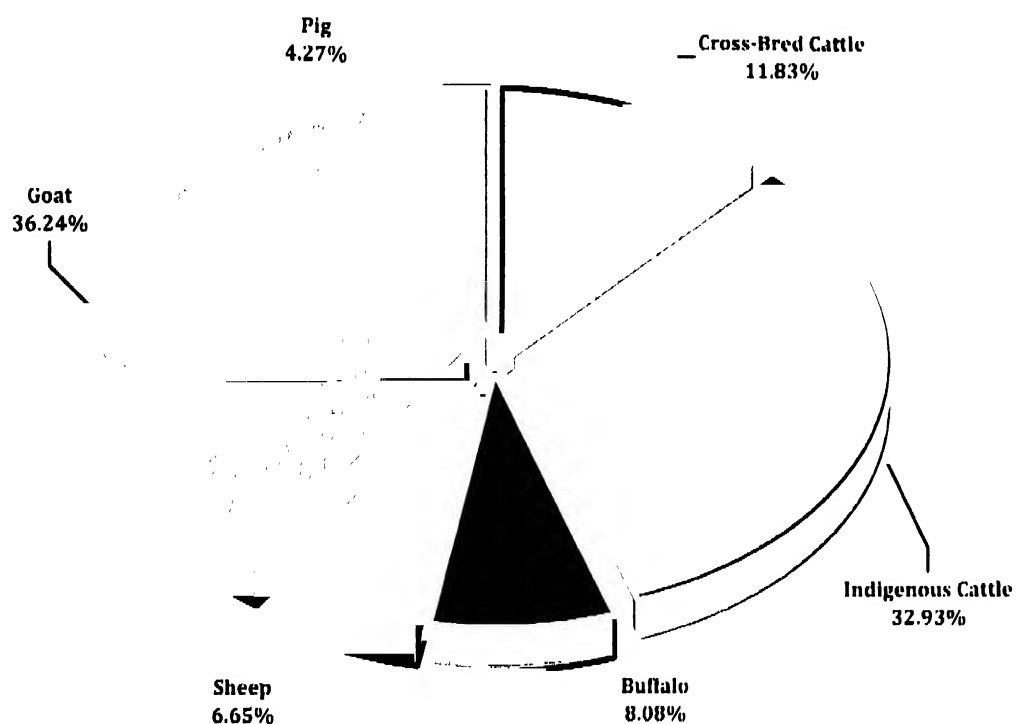 Pig
4.27%
Cross-Bred Cattle
11.83%
Goat
36.24%
Indigenous Cattle
32.93%
Sheep
6.65%
Buffalo
8.08%